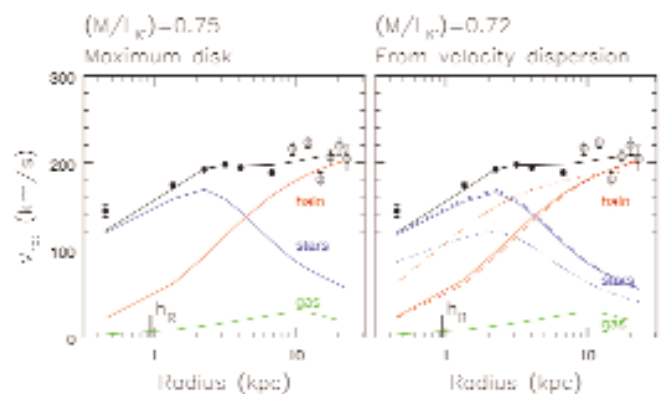 (M/L_K)=0.75
Maximum disk
(M/L_K)=0.72
From velocity dispersion
300
200
100
0
halo
stars
gas
h_R
halo
stars
gas
h_R
1
10
1
10
Radius (kpc)
Radius (kpc)
(km/s)